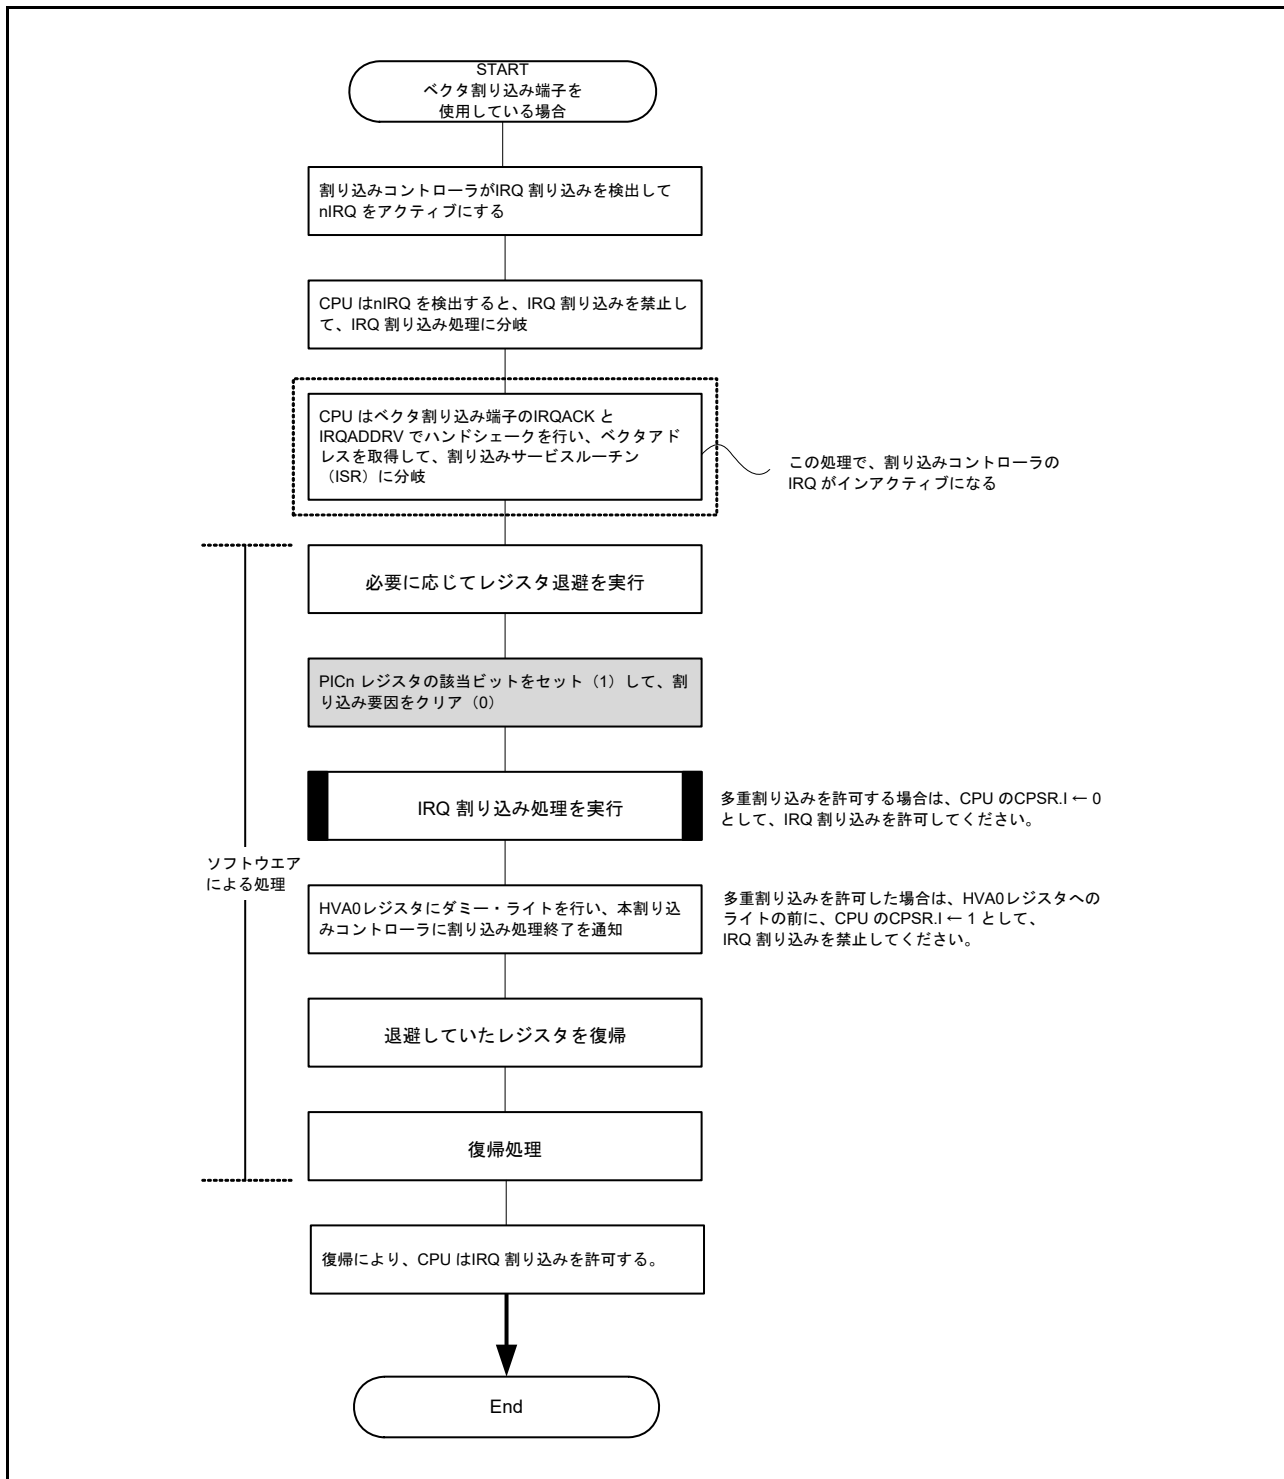 START
ベクタ割り込み端子を
使用している場合
割り込みコントローラがIRQ 割り込みを検出して
nIRQ をアクティブにする
CPU はnIRQ を検出すると、IRQ 割り込みを禁止し
て、IRQ 割り込み処理に分岐
CPU はベクタ割り込み端子のIRQACK と
IRQADDRV でハンドシェークを行い、ベクタアド
レスを取得して、割り込みサービスルーチン
（ISR）に分岐
この処理で、割り込みコントローラの
IRQ がインアクティブになる
必要に応じてレジスタ退避を実行
PICn レジスタの該当ビットをセット（1）して、割
り込み要因をクリア（0）
IRQ 割り込み処理を実行
多重割り込みを許可する場合は、CPU のCPSR.I ← 0
として、IRQ 割り込みを許可してください。
ソフトウエア
による処理
HVA0レジスタにダミー・ライトを行い、本割り込
みコントローラに割り込み処理終了を通知
多重割り込みを許可した場合は、HVA0レジスタへの
ライトの前に、CPU のCPSR.I ← 1 として、
IRQ 割り込みを禁止してください。
退避していたレジスタを復帰
復帰処理
復帰により、CPU はIRQ 割り込みを許可する。
End